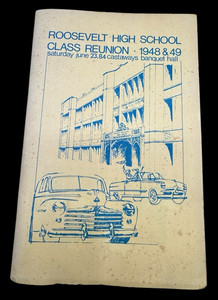 ROOSEVELT HIGH SCHOOL
CLASS REUNION · 1948 & 49
saturday june 23, 84 castaways banquet hall